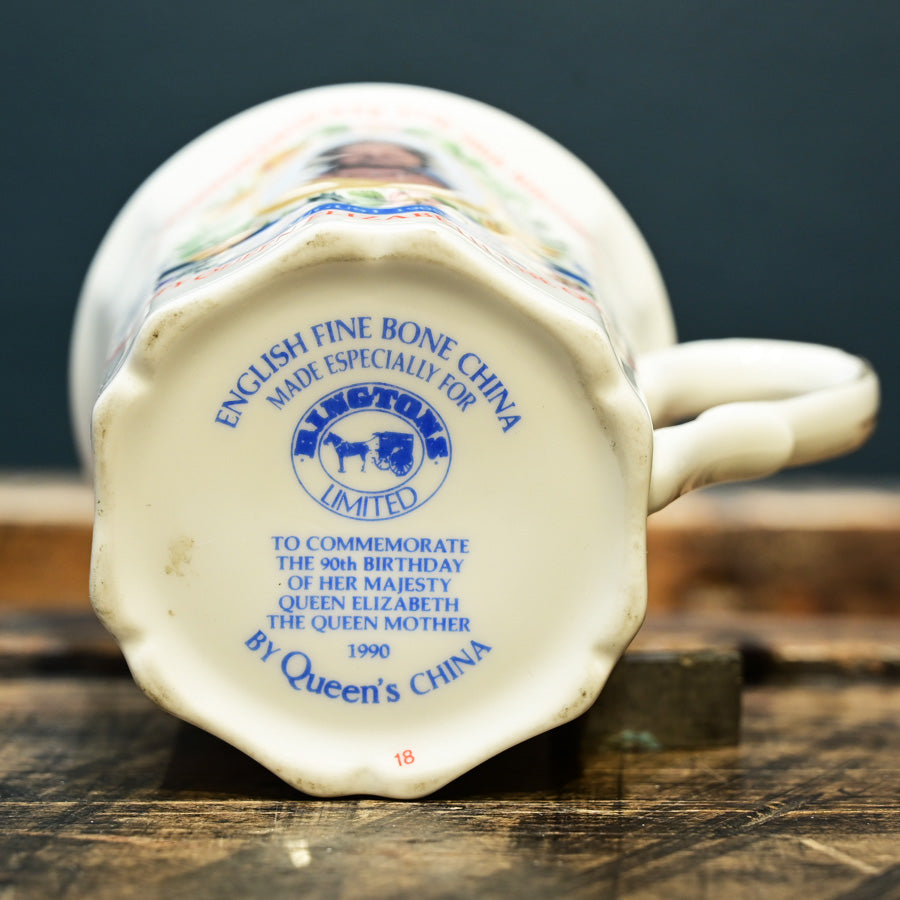 ENGLISH FINE BONE CHINA
MADE ESPECIALLY FOR
RINGTONS
LIMITED
TO COMMEMORATE
THE 90th BIRTHDAY
OF HER MAJESTY
QUEEN ELIZABETH
THE QUEEN MOTHER
1990
BY Queen's CHINA
18